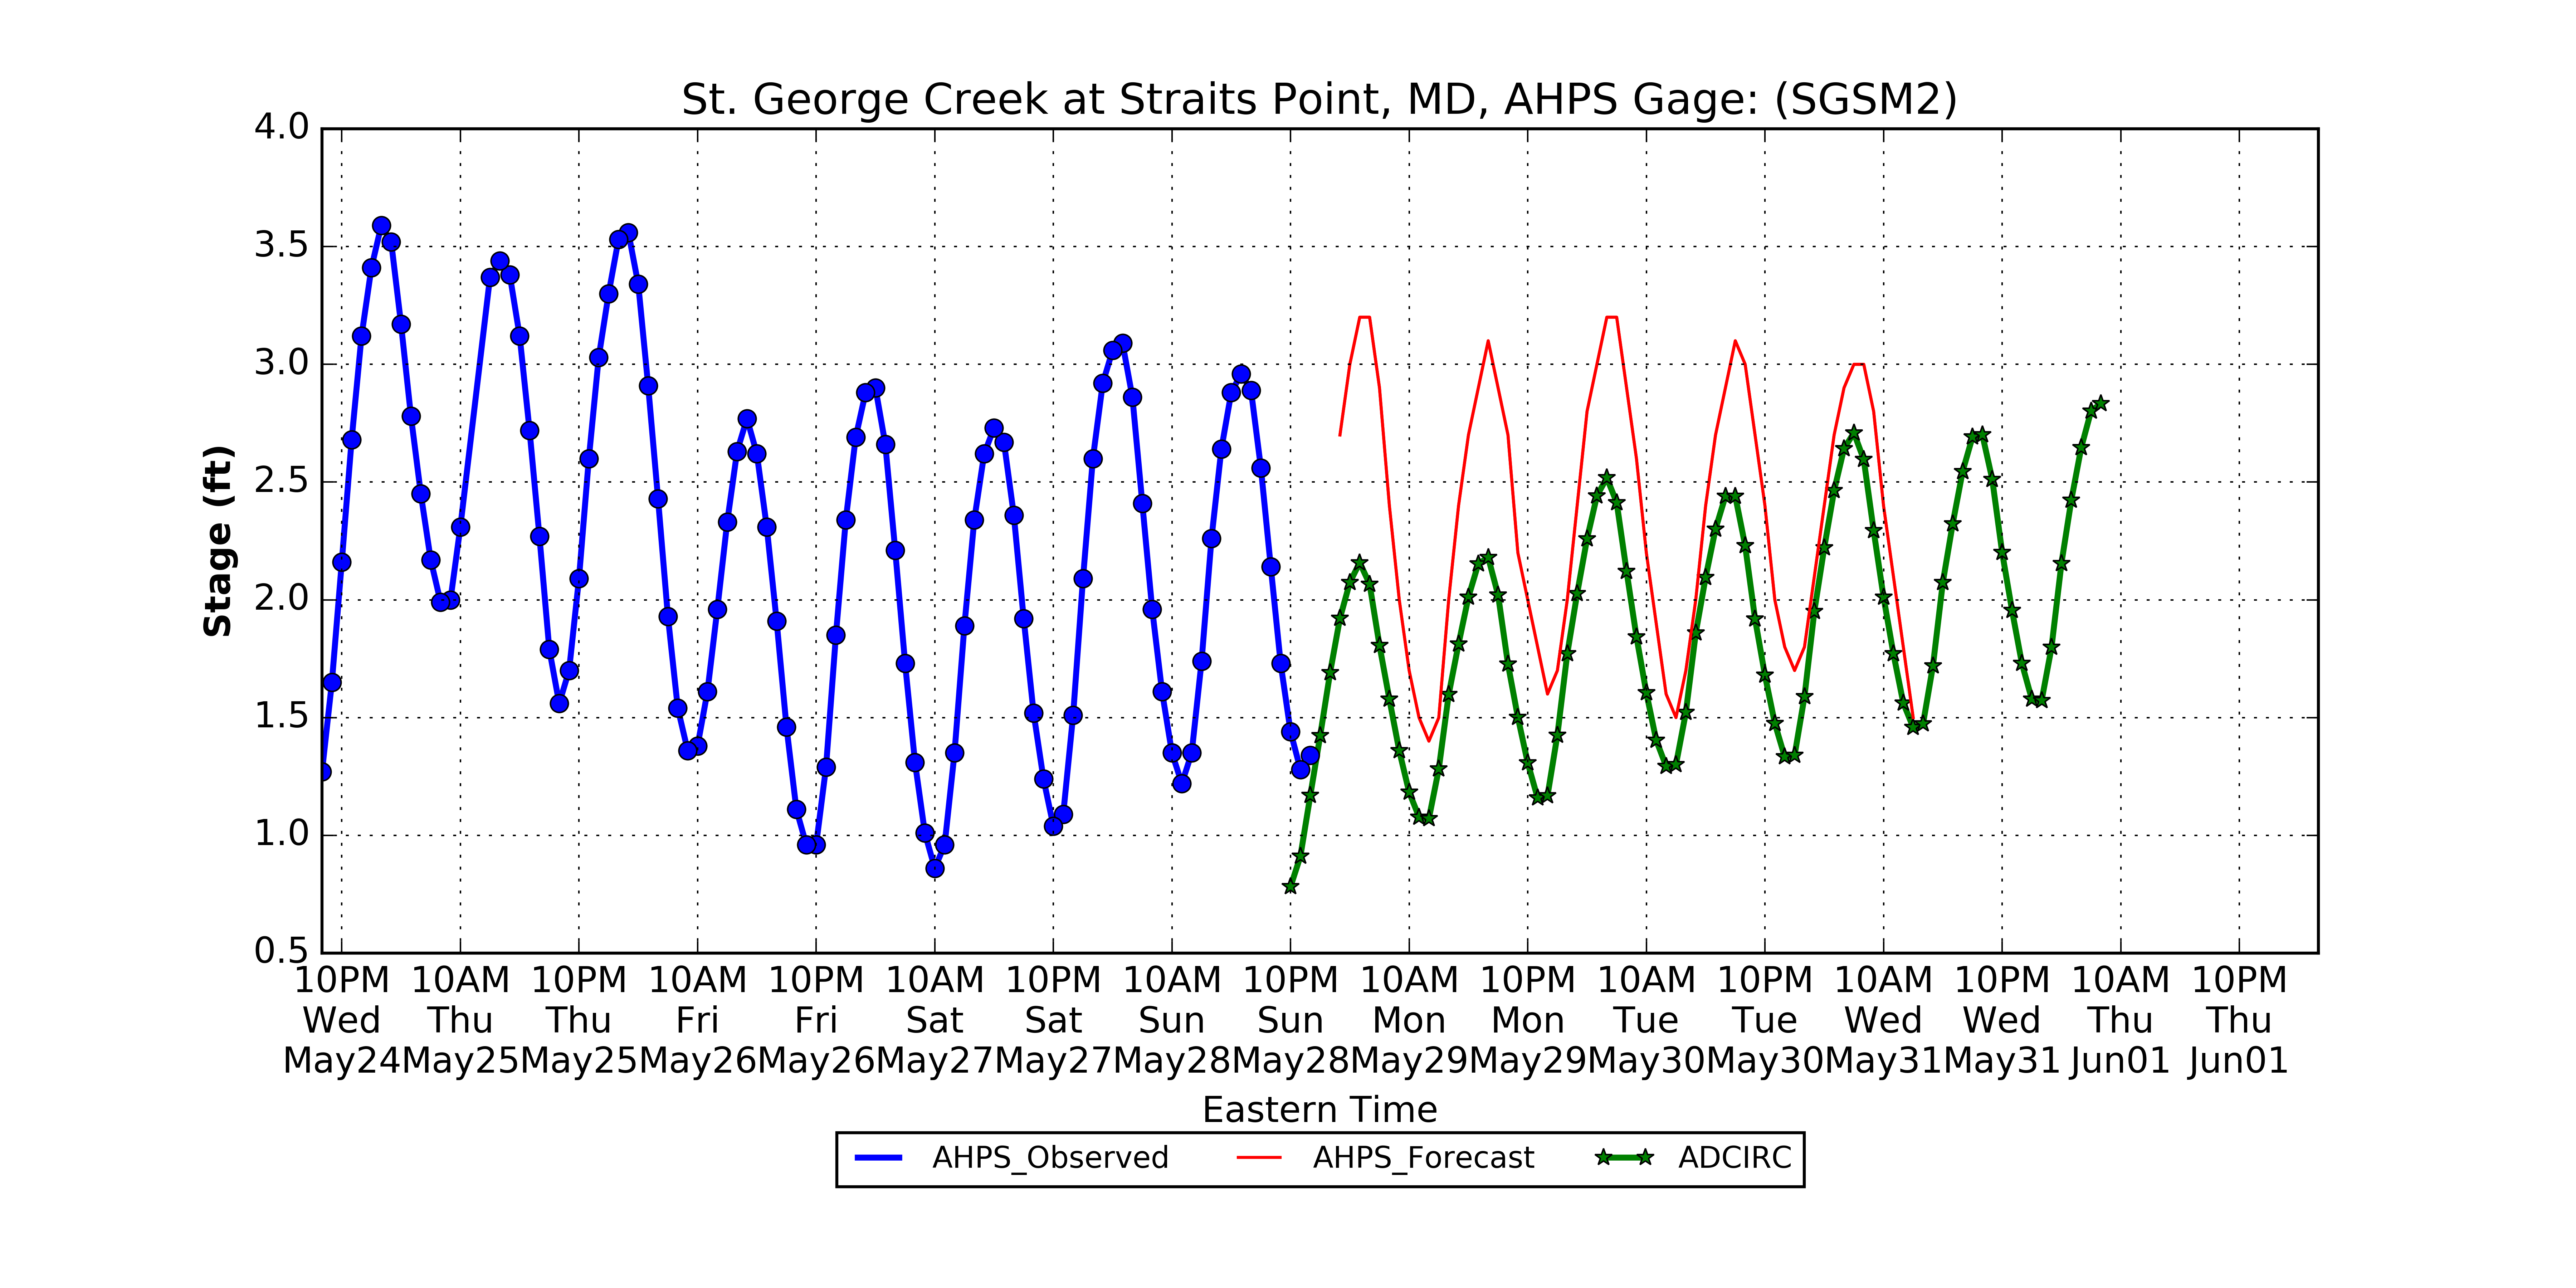 St. George Creek at Straits Point, MD, AHPS Gage: (SGSM2)
4.0
3.5
3.0
2.5
2.0
1.5
1.0
0.5
Stage (ft)
10PM 10AM 10PM 10AM 10PM 10AM 10PM 10AM 10PM 10AM 10PM 10AM 10PM 10AM 10PM 10AM 10PM
Wed Thu Thu Fri Fri Sat Sat Sun Sun Mon Mon Tue Tue Wed Wed Thu Thu
May24 May25 May25 May26 May26 May27 May27 May28 May28 May29 May29 May30 May30 May31 May31 Jun01 Jun01
Eastern Time
AHPS_Observed AHPS_Forecast ADCIRC